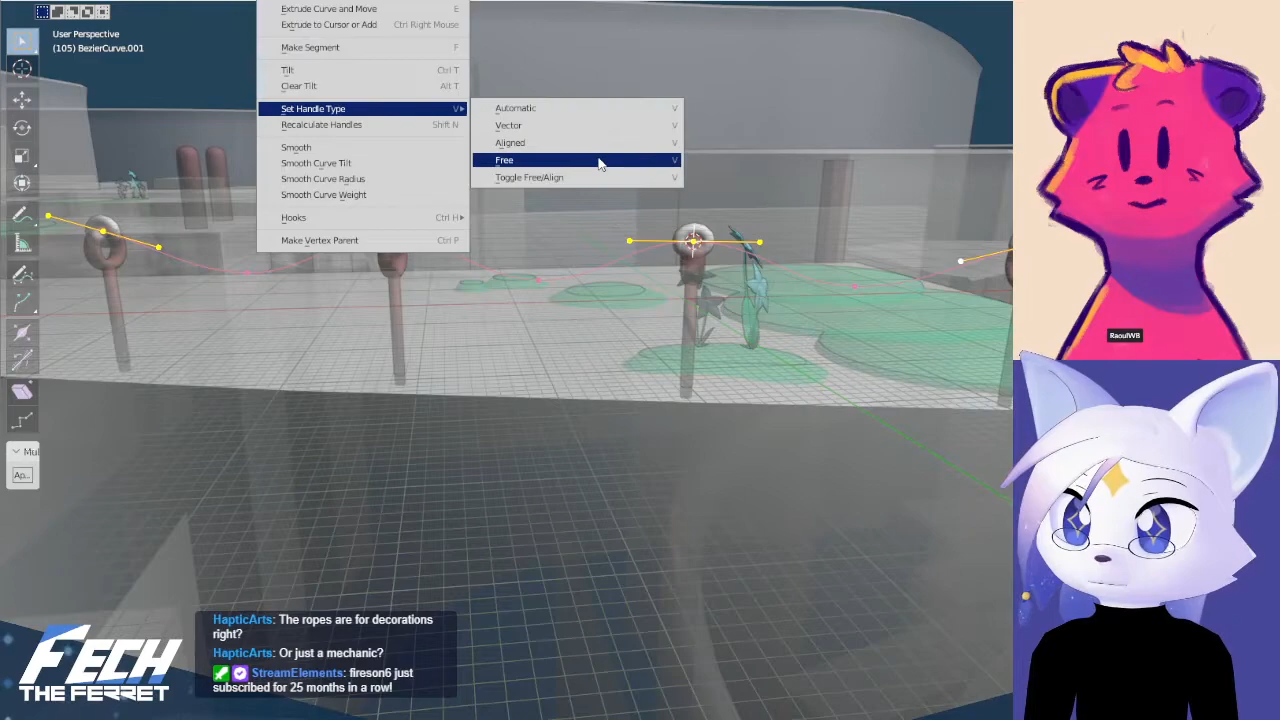 User Perspective
(105) BezierCurve.001
Extrude Curve and Move E
Extrude to Cursor or Add Ctrl Right Mouse
Make Segment F
Tilt Ctrl T
Clear Tilt Alt T
Set Handle Type V
Recalculate Handles Shift N
Smooth
Smooth Curve Tilt
Smooth Curve Radius
Smooth Curve Weight
Hooks Ctrl H
Make Vertex Parent Ctrl P
Automatic V
Vector V
Aligned V
Free V
Toggle Free/Align V
Mul
Ap...
RaoulWB
HapticArts: The ropes are for decorations
right?
HapticArts: Or just a mechanic?
StreamElements: fireson6 just
subscribed for 25 months in a row!
FECH
THE FERRET